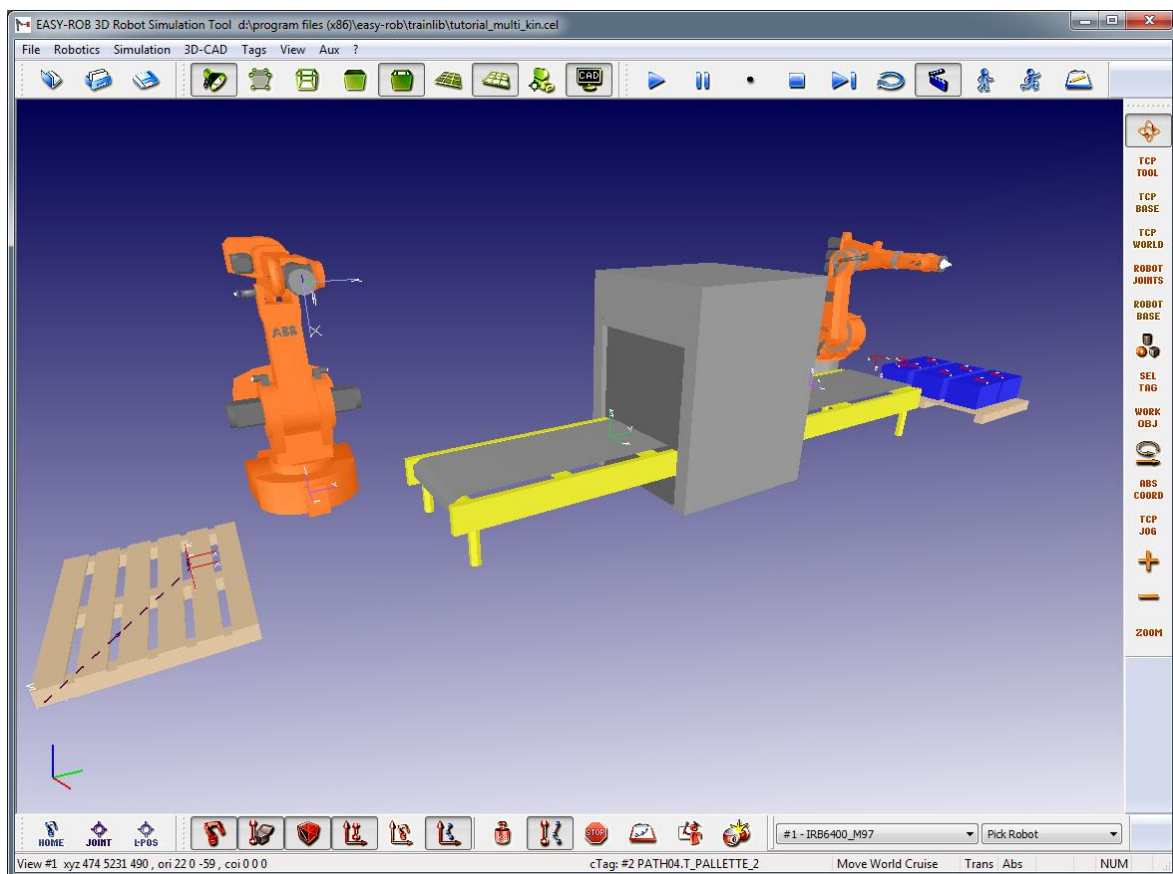 EASY-ROB 3D Robot Simulation Tool d:\program files (x86)\easy-rob\trainlib\tutorial_multi_kin.cel
File Robotics Simulation 3D-CAD Tags View Aux ?
CAD
TCP
TOOL
TCP
BASE
TCP
WORLD
ROBOT
JOINTS
ROBOT
BASE
SEL
TAG
WORK
OBJ
ABS
COORD
TCP
JOG
ZOOM
ABB
HOME JOINT L-POS STOP #1 - IRB6400_M97 Pick Robot
View #1 xyz 474 5231 490 , ori 22 0 -59 , coi 0 0 0 cTag: #2 PATH04.T_PALLETTE_2 Move World Cruise Trans Abs NUM